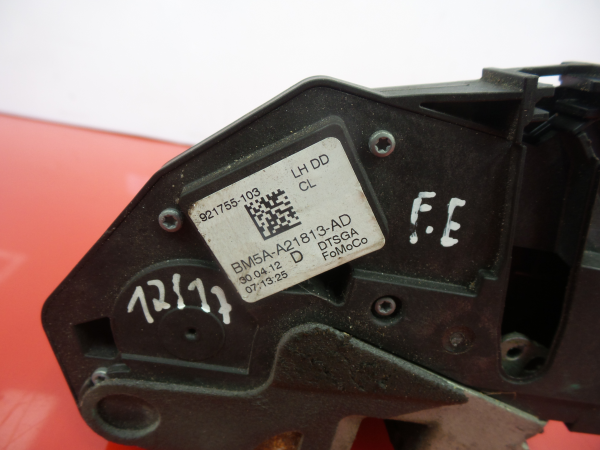 LH DD
921755-103
CL
BM5A-A21813-AD
30.04.12 D DTSGA
07:13:25 FoMoCo
F.E
12/17